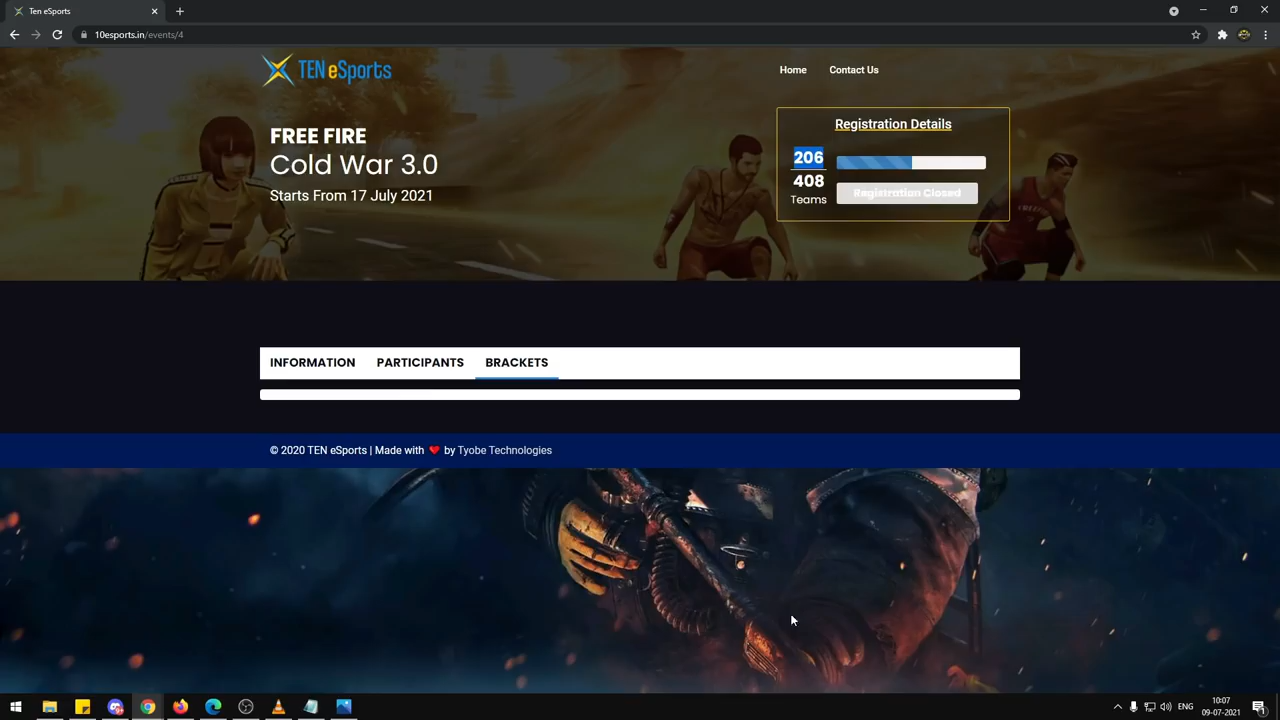 Ten eSports
10esports.in/events/4
TEN eSports
Home
Contact Us
FREE FIRE
Cold War 3.0
Starts From 17 July 2021
Registration Details
206
408
Teams
Registration Closed
INFORMATION
PARTICIPANTS
BRACKETS
© 2020 TEN eSports | Made with ❤ by Tyobe Technologies
ENG
10:07
09-07-2021